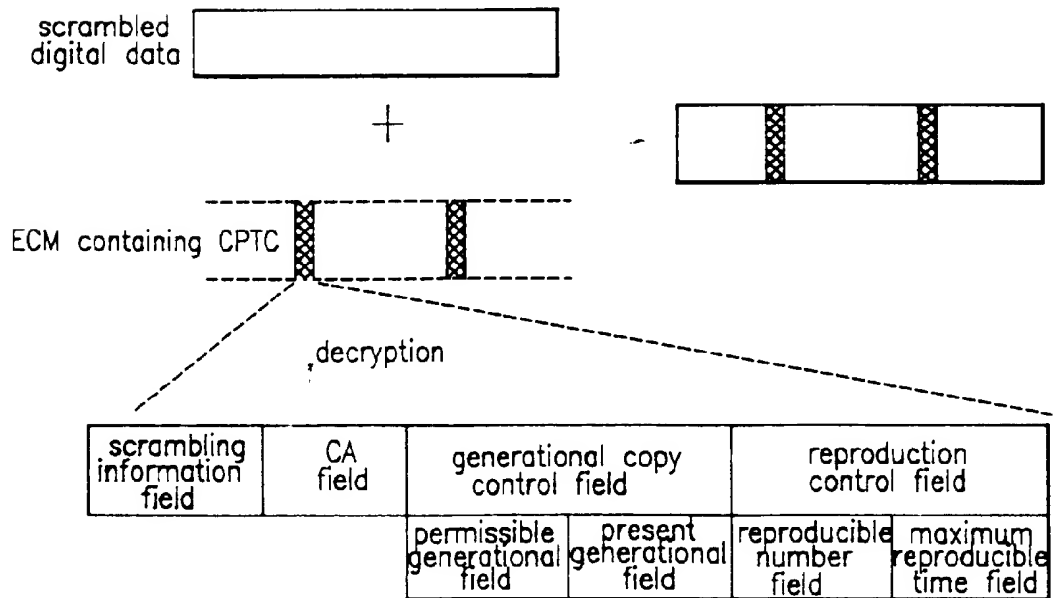 scrambled
digital data
+
ECM containing CPTC
decryption
scrambling
information
field
CA
field
generational copy
control field
reproduction
control field
permissible
generational
field
present
generational
field
reproducible
number
field
maximum
reproducible
time field